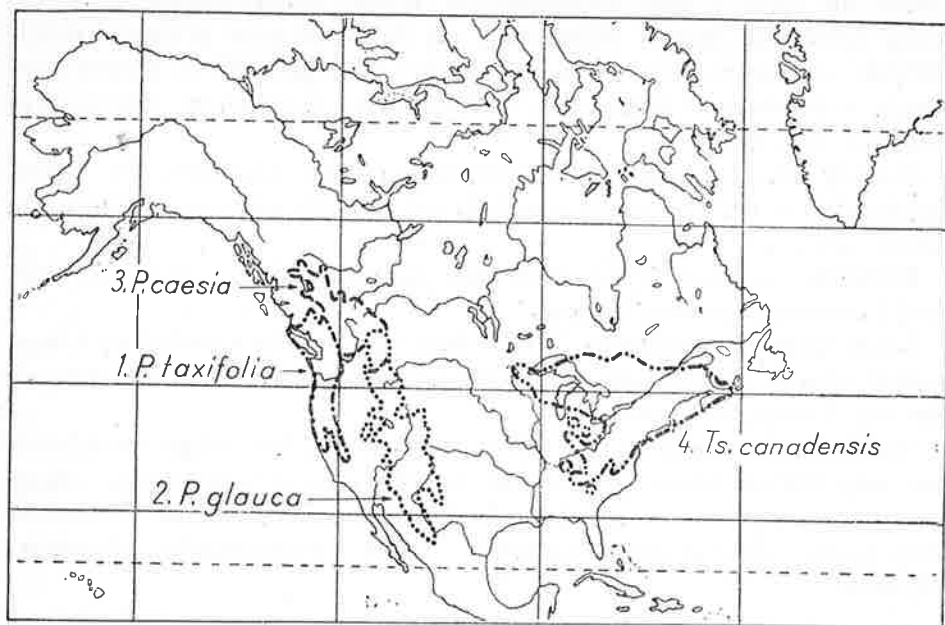 3. P. caesia
1. P. taxifolia
2. P. glauca
4. Ts. canadensis